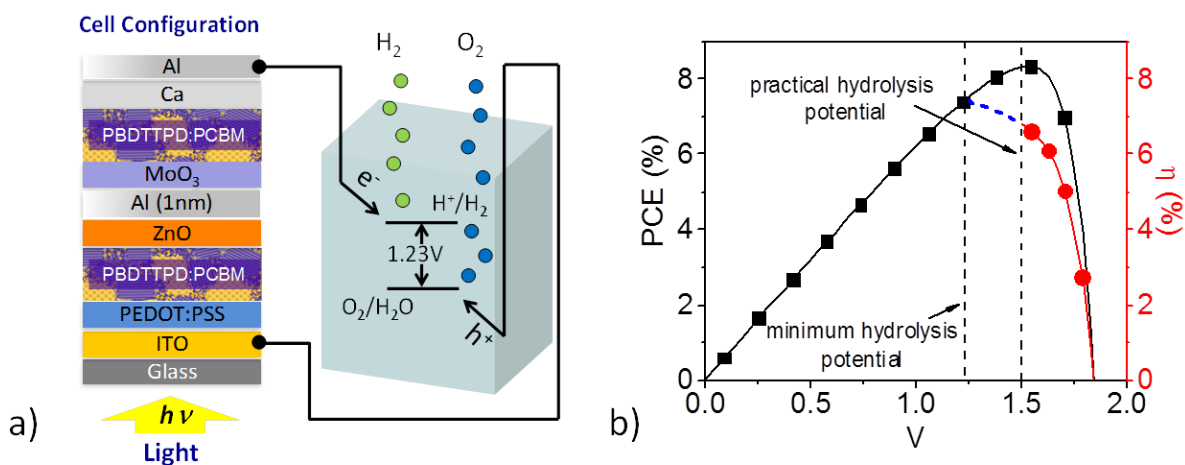 Cell Configuration
Al
Ca
PBDTTPD:PCBM
MoO3
Al (1nm)
ZnO
PBDTTPD:PCBM
PEDOT:PSS
ITO
Glass
hν
Light
a)
H2
O2
e-
H+/H2
1.23V
O2/H2O
h+
PCE (%)
8
6
4
2
0
practical hydrolysis
potential
minimum hydrolysis
potential
8
6
4
2
0
η (%)
0.0
0.5
1.0
1.5
2.0
V
b)